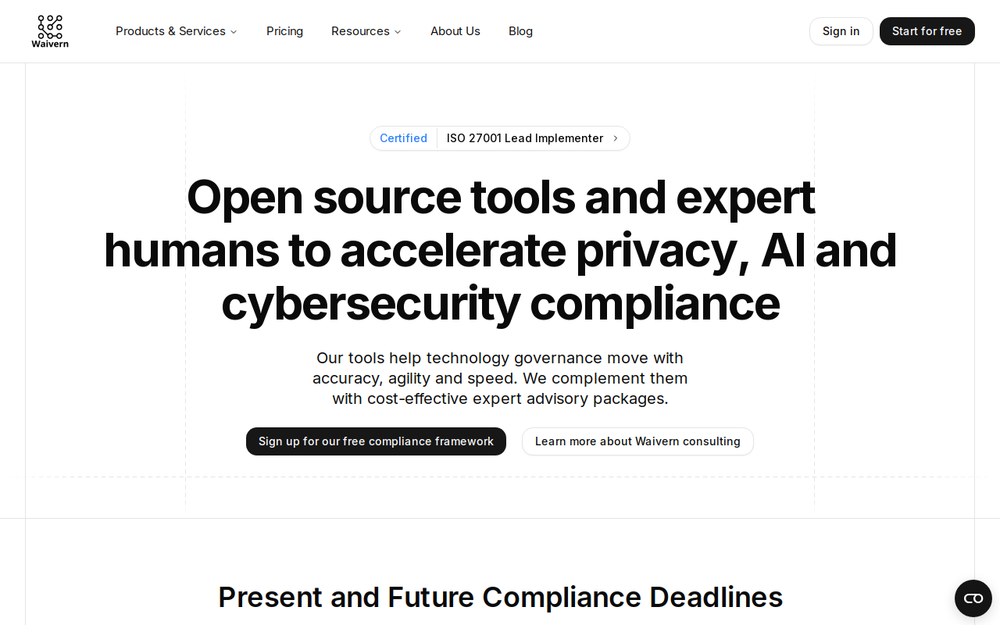 Waivern
Products & Services
Pricing
Resources
About Us
Blog
Sign in
Start for free
Certified
ISO 27001 Lead Implementer
Open source tools and expert
humans to accelerate privacy, AI and
cybersecurity compliance
Our tools help technology governance move with
accuracy, agility and speed. We complement them
with cost-effective expert advisory packages.
Sign up for our free compliance framework
Learn more about Waivern consulting
Present and Future Compliance Deadlines